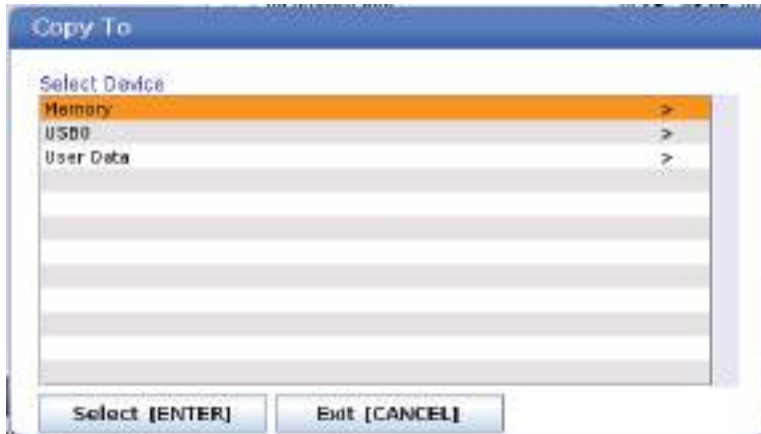 Copy To
Select Device
Memory >
USB0 >
User Data >
Select [ENTER] Exit [CANCEL]